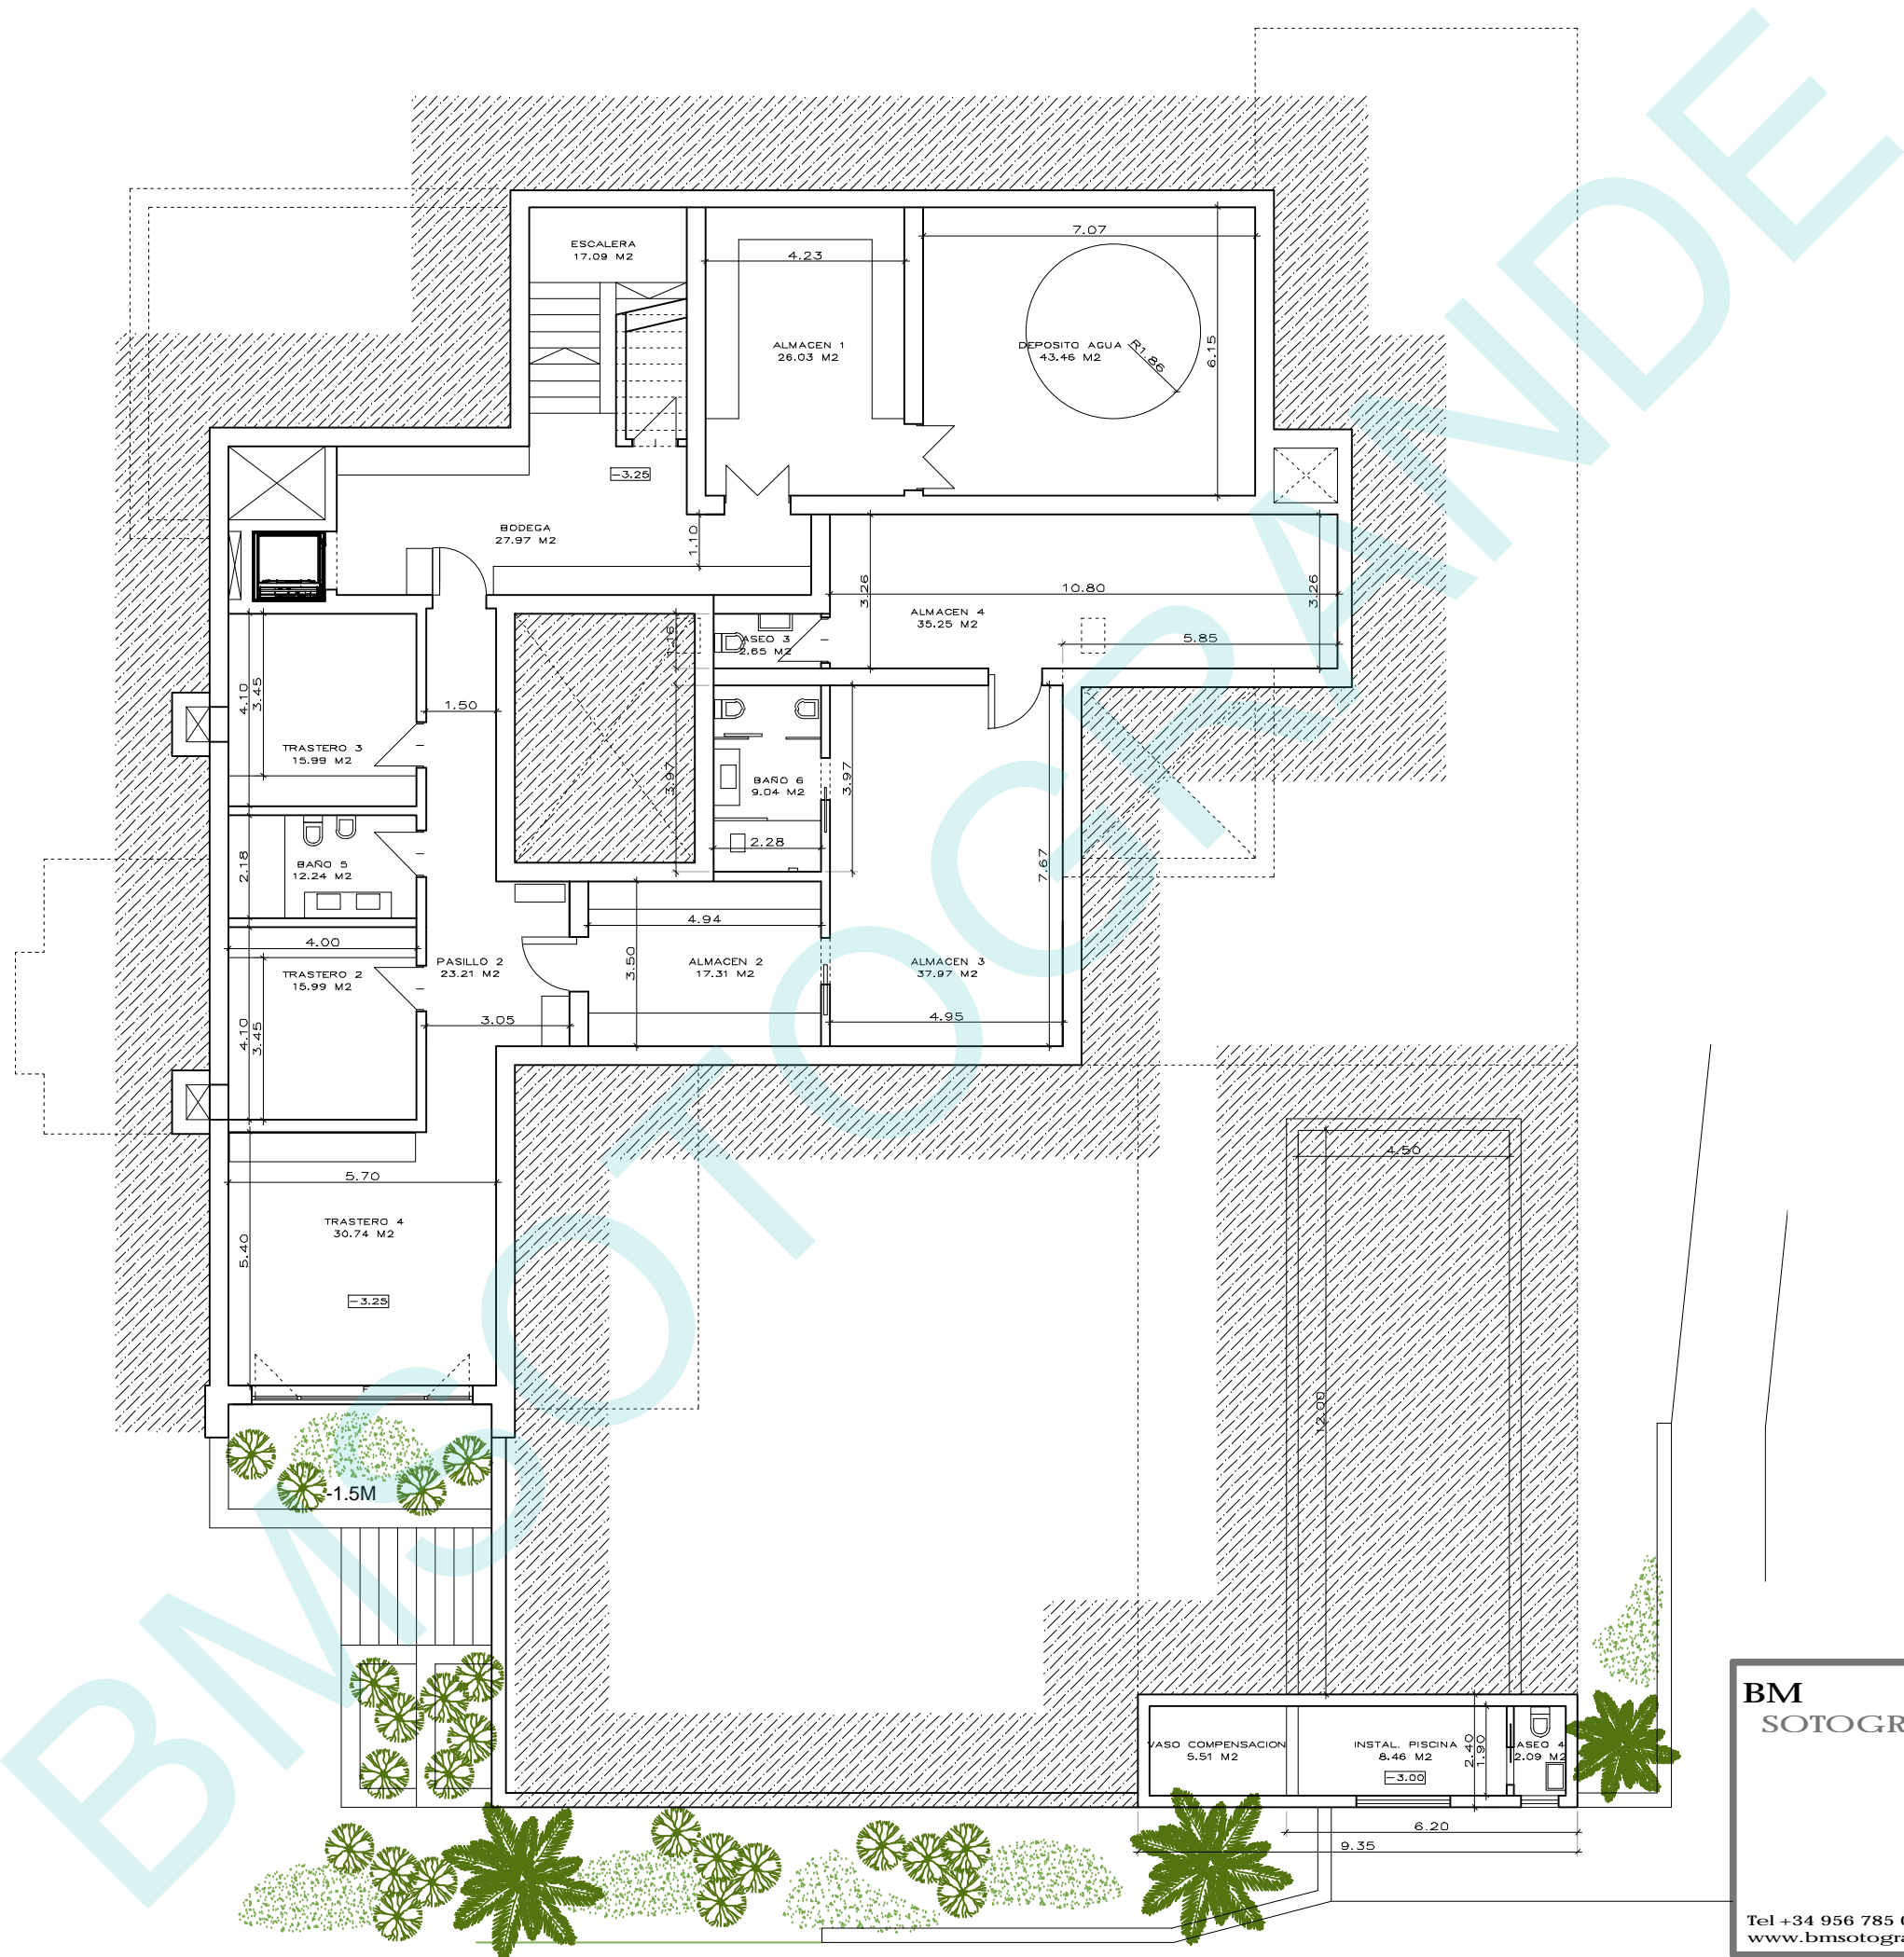 ESCALERA
17.09 M2
7.07
4.23
ALMACEN 1
26.03 M2
DEPOSITO AGUA
43.46 M2
R1.86
6.15
-3.25
BODEGA
27.97 M2
1.10
3.26
10.80
3.26
ALMACEN 4
35.25 M2
5.85
1.16
ASEO 3
2.65 M2
4.10
3.45
1.50
TRASTERO 3
15.99 M2
3.97
BAÑO 6
9.04 M2
3.97
2.28
7.67
BAÑO 5
12.24 M2
2.18
4.94
4.00
TRASTERO 2
15.99 M2
PASILLO 2
23.21 M2
3.50
ALMACEN 2
17.31 M2
ALMACEN 3
37.97 M2
4.10
3.45
3.05
4.95
5.70
TRASTERO 4
30.74 M2
5.40
-3.25
4.50
12.00
-1.5M
VASO COMPENSACION
5.51 M2
INSTAL. PISCINA
8.46 M2
-3.00
2.40
1.90
ASEO 4
2.09 M2
6.20
9.35
BM SOTOGRANDE
BM
SOTOGR
Tel +34 956 785
www.bmsotogra